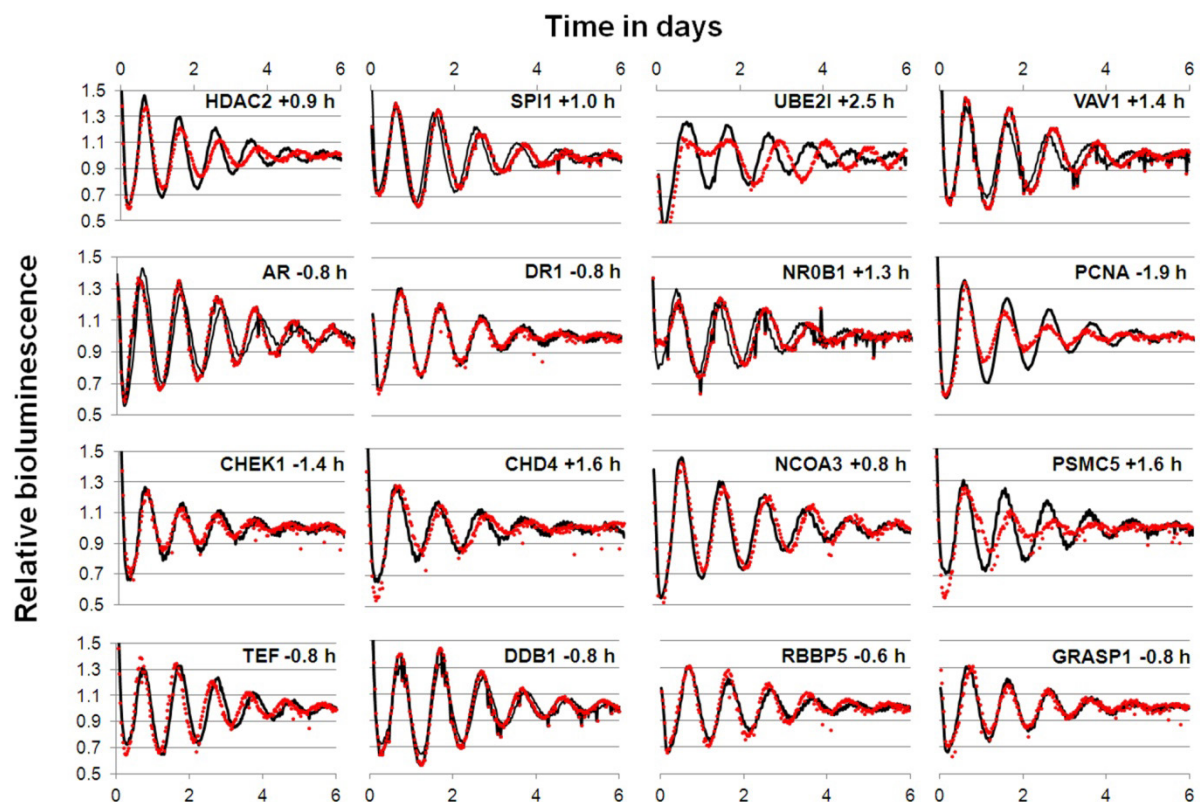 Time in days
0 2 4 6 0 2 4 6 0 2 4 6 0 2 4 6
1.5 HDAC2 +0.9 h SPI1 +1.0 h UBE2I +2.5 h VAV1 +1.4 h
1.3
1.1
0.9
0.7
0.5
Relative bioluminescence
1.5 AR -0.8 h DR1 -0.8 h NR0B1 +1.3 h PCNA -1.9 h
1.3
1.1
0.9
0.7
0.5
1.5 CHEK1 -1.4 h CHD4 +1.6 h NCOA3 +0.8 h PSMC5 +1.6 h
1.3
1.1
0.9
0.7
0.5
1.5 TEF -0.8 h DDB1 -0.8 h RBBP5 -0.6 h GRASP1 -0.8 h
1.3
1.1
0.9
0.7
0.5
0 2 4 6 0 2 4 6 0 2 4 6 0 2 4 6